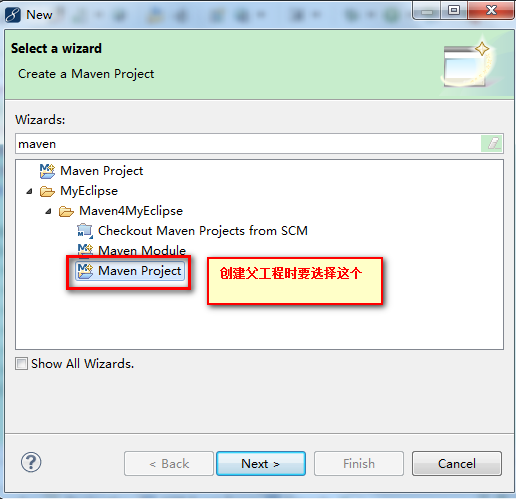 New
Select a wizard
Create a Maven Project
Wizards:
maven
Maven Project
MyEclipse
Maven4MyEclipse
Checkout Maven Projects from SCM
Maven Module
Maven Project
创建父工程时要选择这个
Show All Wizards.
< Back
Next >
Finish
Cancel